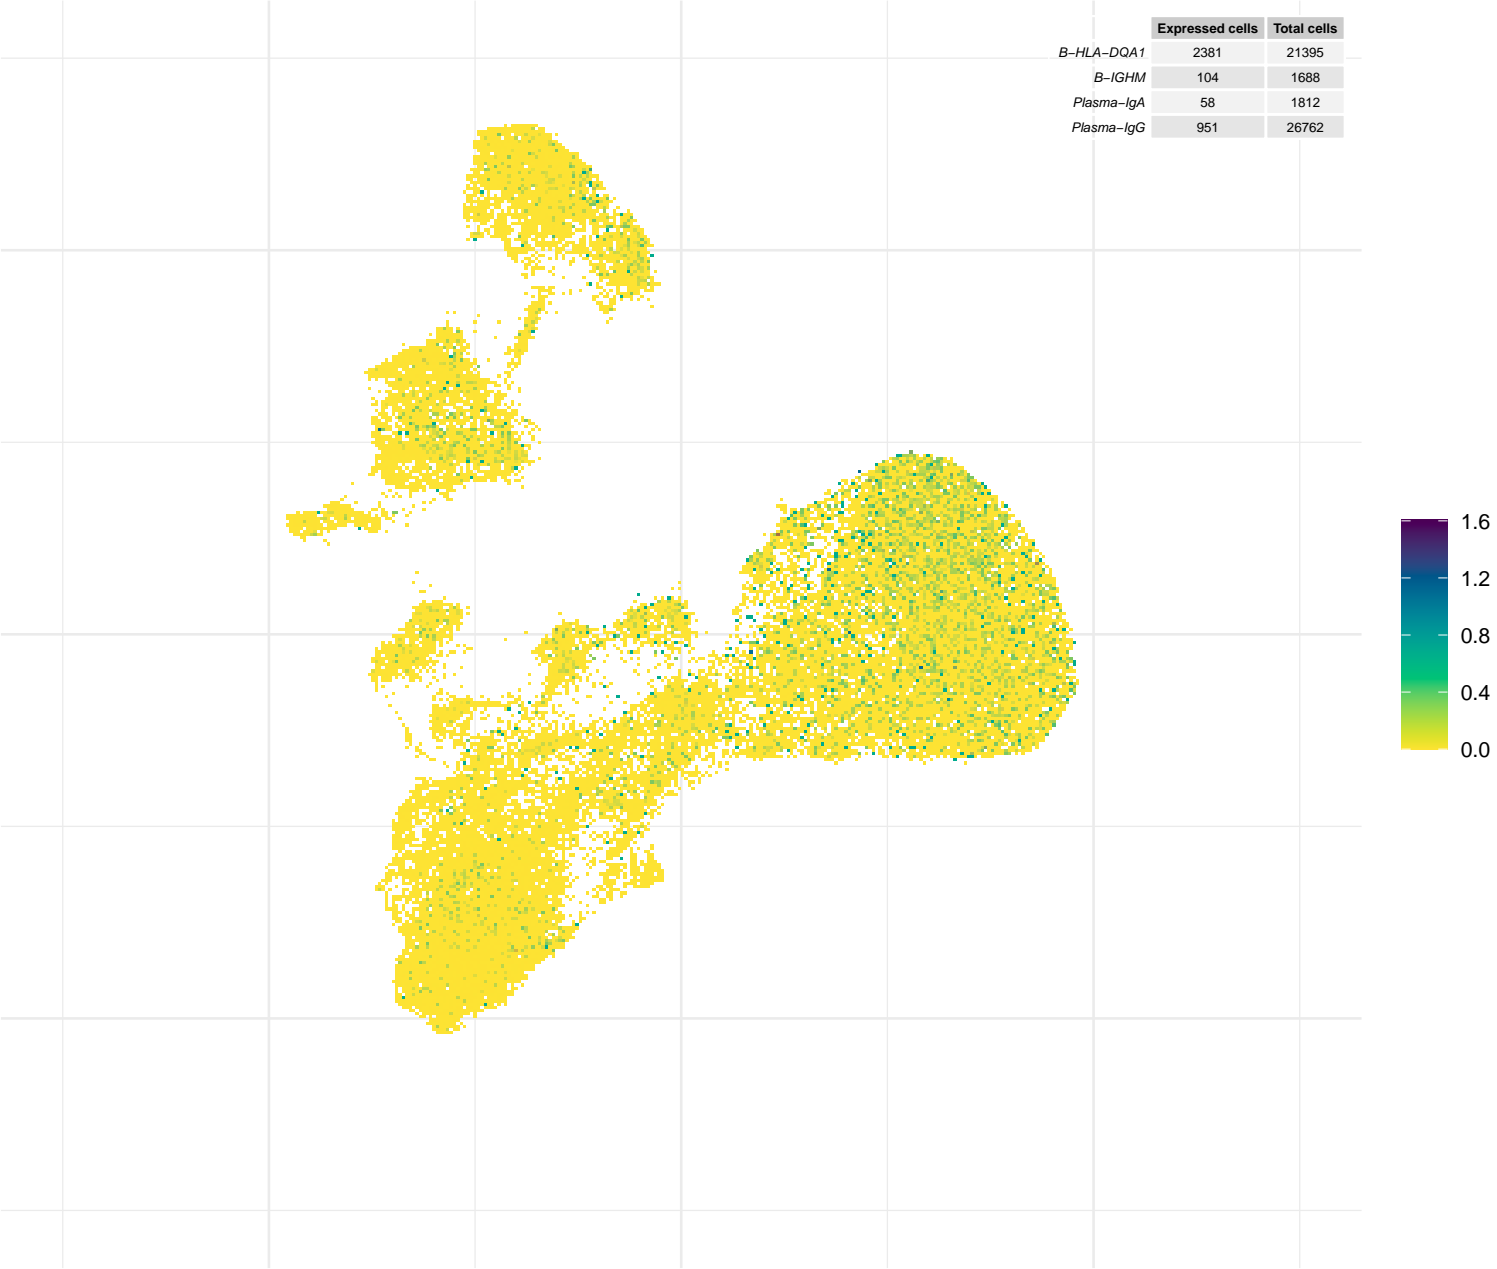 Expressed cells Total cells
B−HLA−DQA1 2381 21395
B−IGHM 104 1688
Plasma−IgA 58 1812
Plasma−IgG 951 26762
1.6
1.2
0.8
0.4
0.0